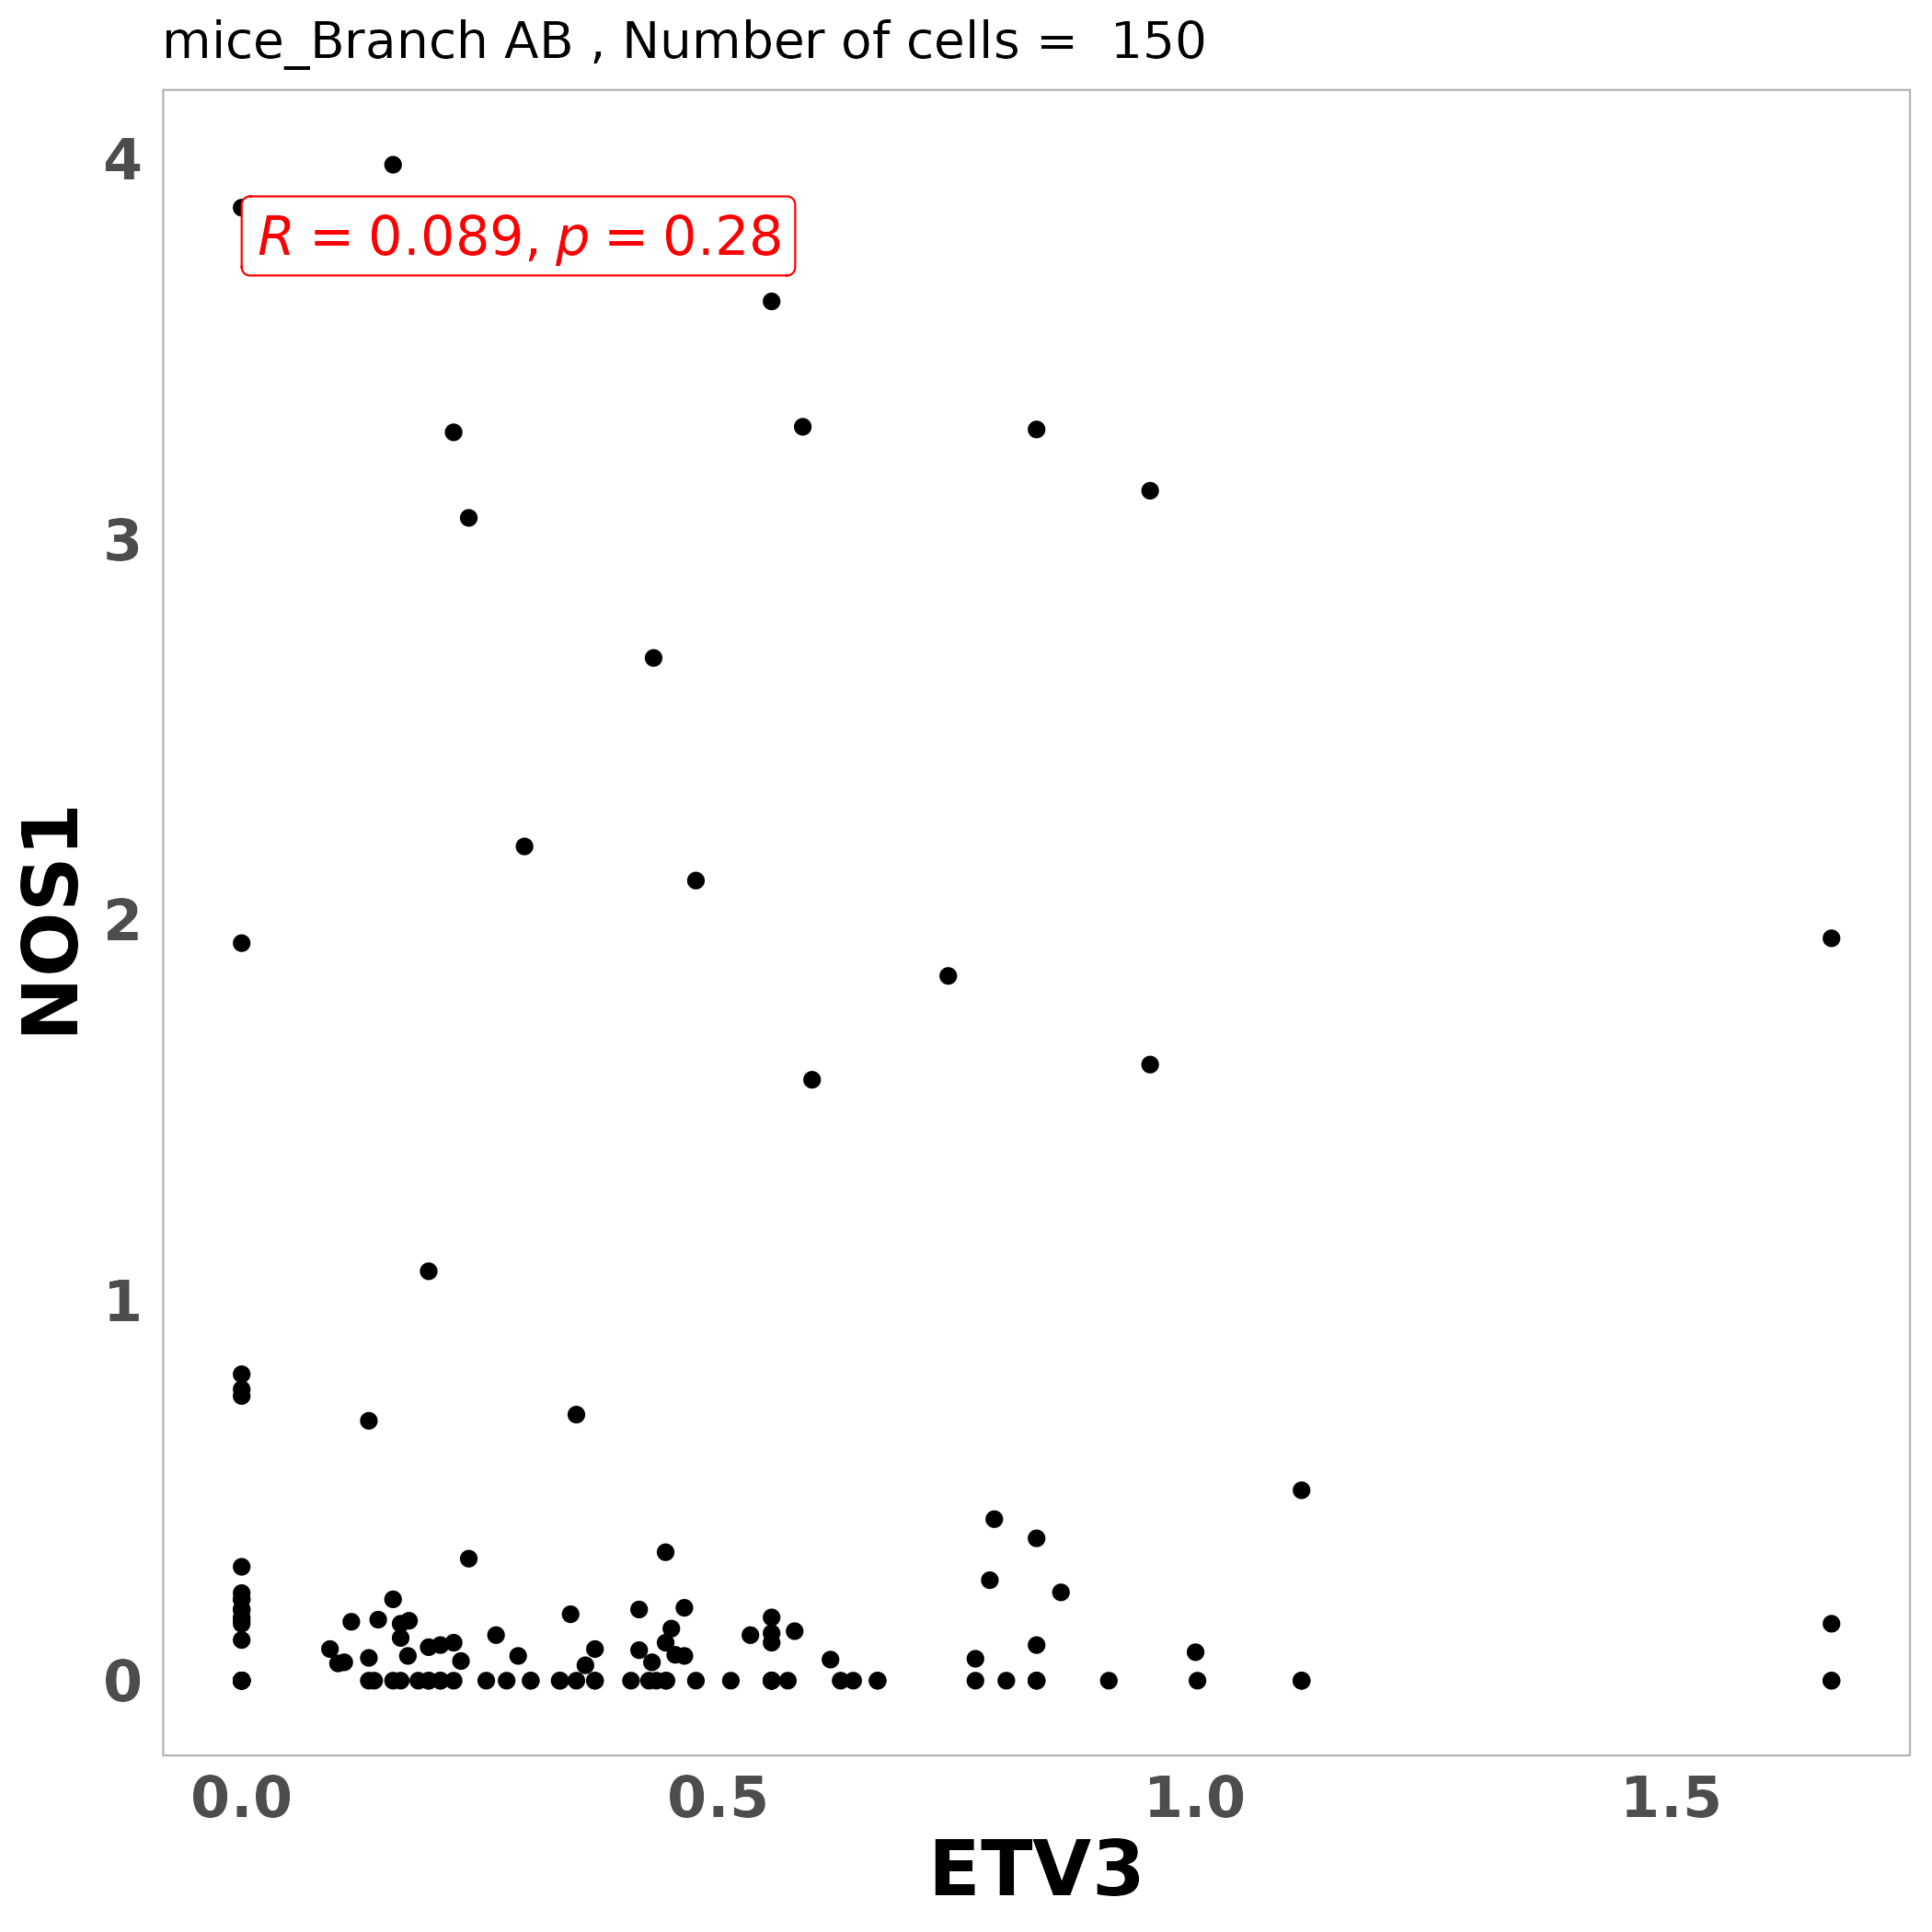 mice_Branch AB , Number of cells =  150
R = 0.089, p = 0.28
4
3
2
1
0
NOS1
0.0 0.5 1.0 1.5
ETV3